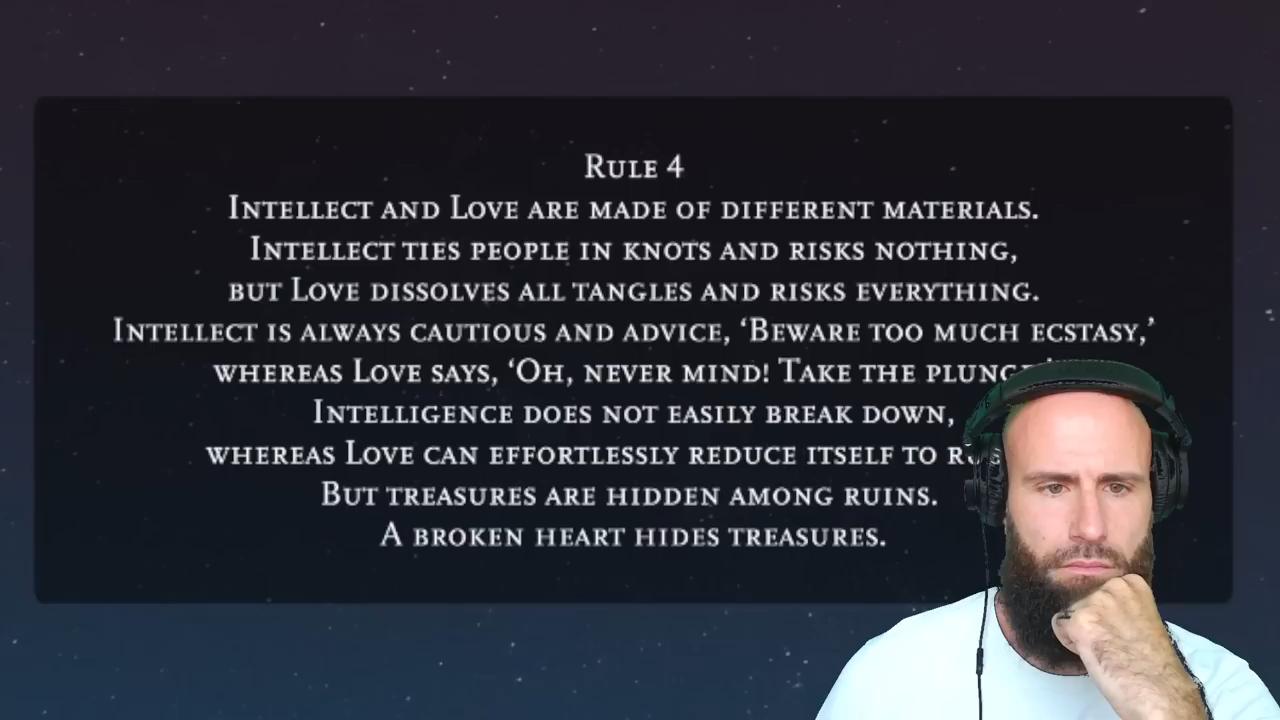 Rule 4
Intellect and Love are made of different materials.
Intellect ties people in knots and risks nothing,
but Love dissolves all tangles and risks everything.
Intellect is always cautious and advice, ‘Beware too much ecstasy,’
whereas Love says, ‘Oh, never mind! Take the
Intelligence does not easily break down,
whereas Love can effortlessly reduce itself to
But treasures are hidden among ruins.
A broken heart hides treasures.